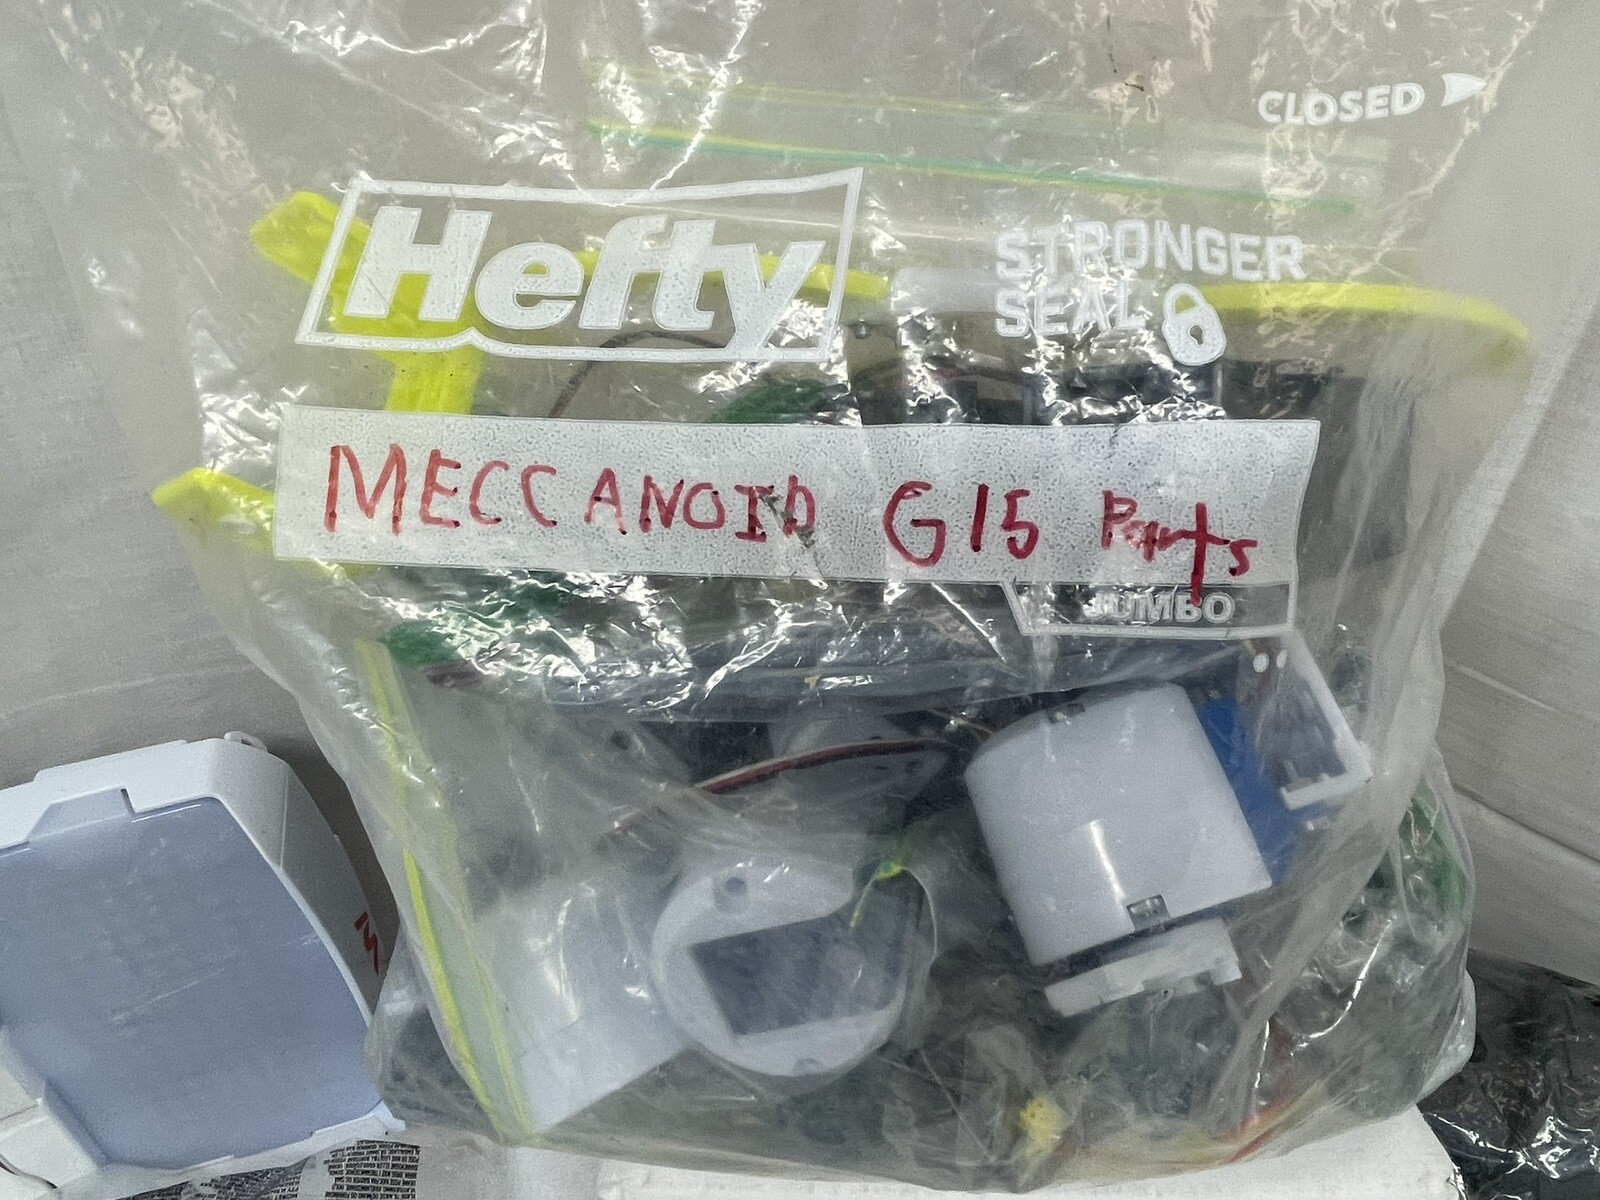 CLOSED
Hefty
STRONGER
SEAL
MECCANOID G15 Parts
JUMBO